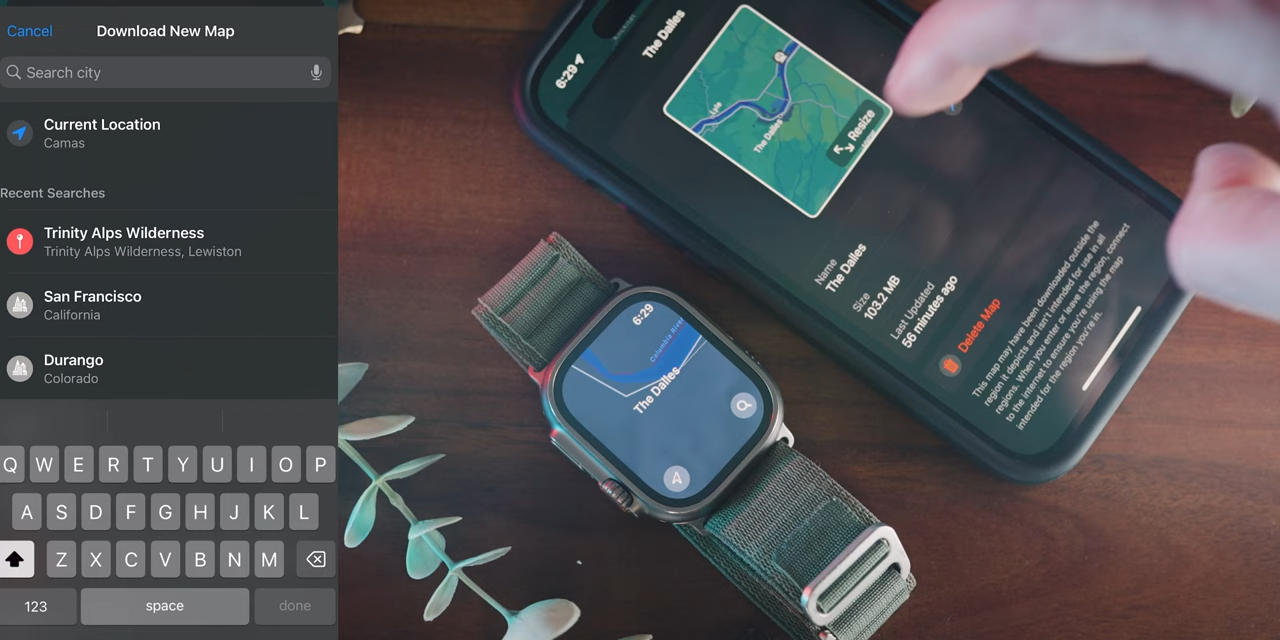 Cancel
Download New Map
Search city
Current Location
Camas
Recent Searches
Trinity Alps Wilderness
Trinity Alps Wilderness, Lewiston
San Francisco
California
Durango
Colorado
Q W E R T Y U I O P
A S D F G H J K L
Z X C V B N M
123 space done
6:29
The Dalles
The Dalles
Resize
Name
The Dalles
Size
103.2 MB
Last Updated
56 minutes ago
Delete Map
This map may have been downloaded outside the
region it depicts and isn't intended for use in all
regions. When you enter or leave the region, connect
to the internet to ensure you're using the map
intended for the region you're in.
6:29
Columbia River
The Dalles
A